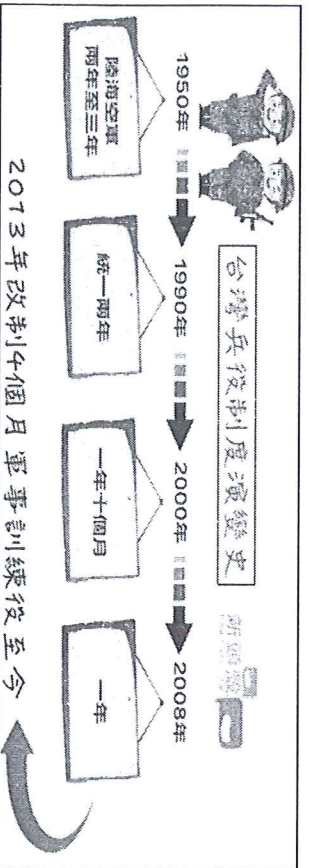 台灣兵役制度演變史
新聞
1950年
1990年
2000年
2008年
陸海空軍
兩年至三年
統一兩年
一年十個月
一年
2013年改制4個月軍事訓練役至今